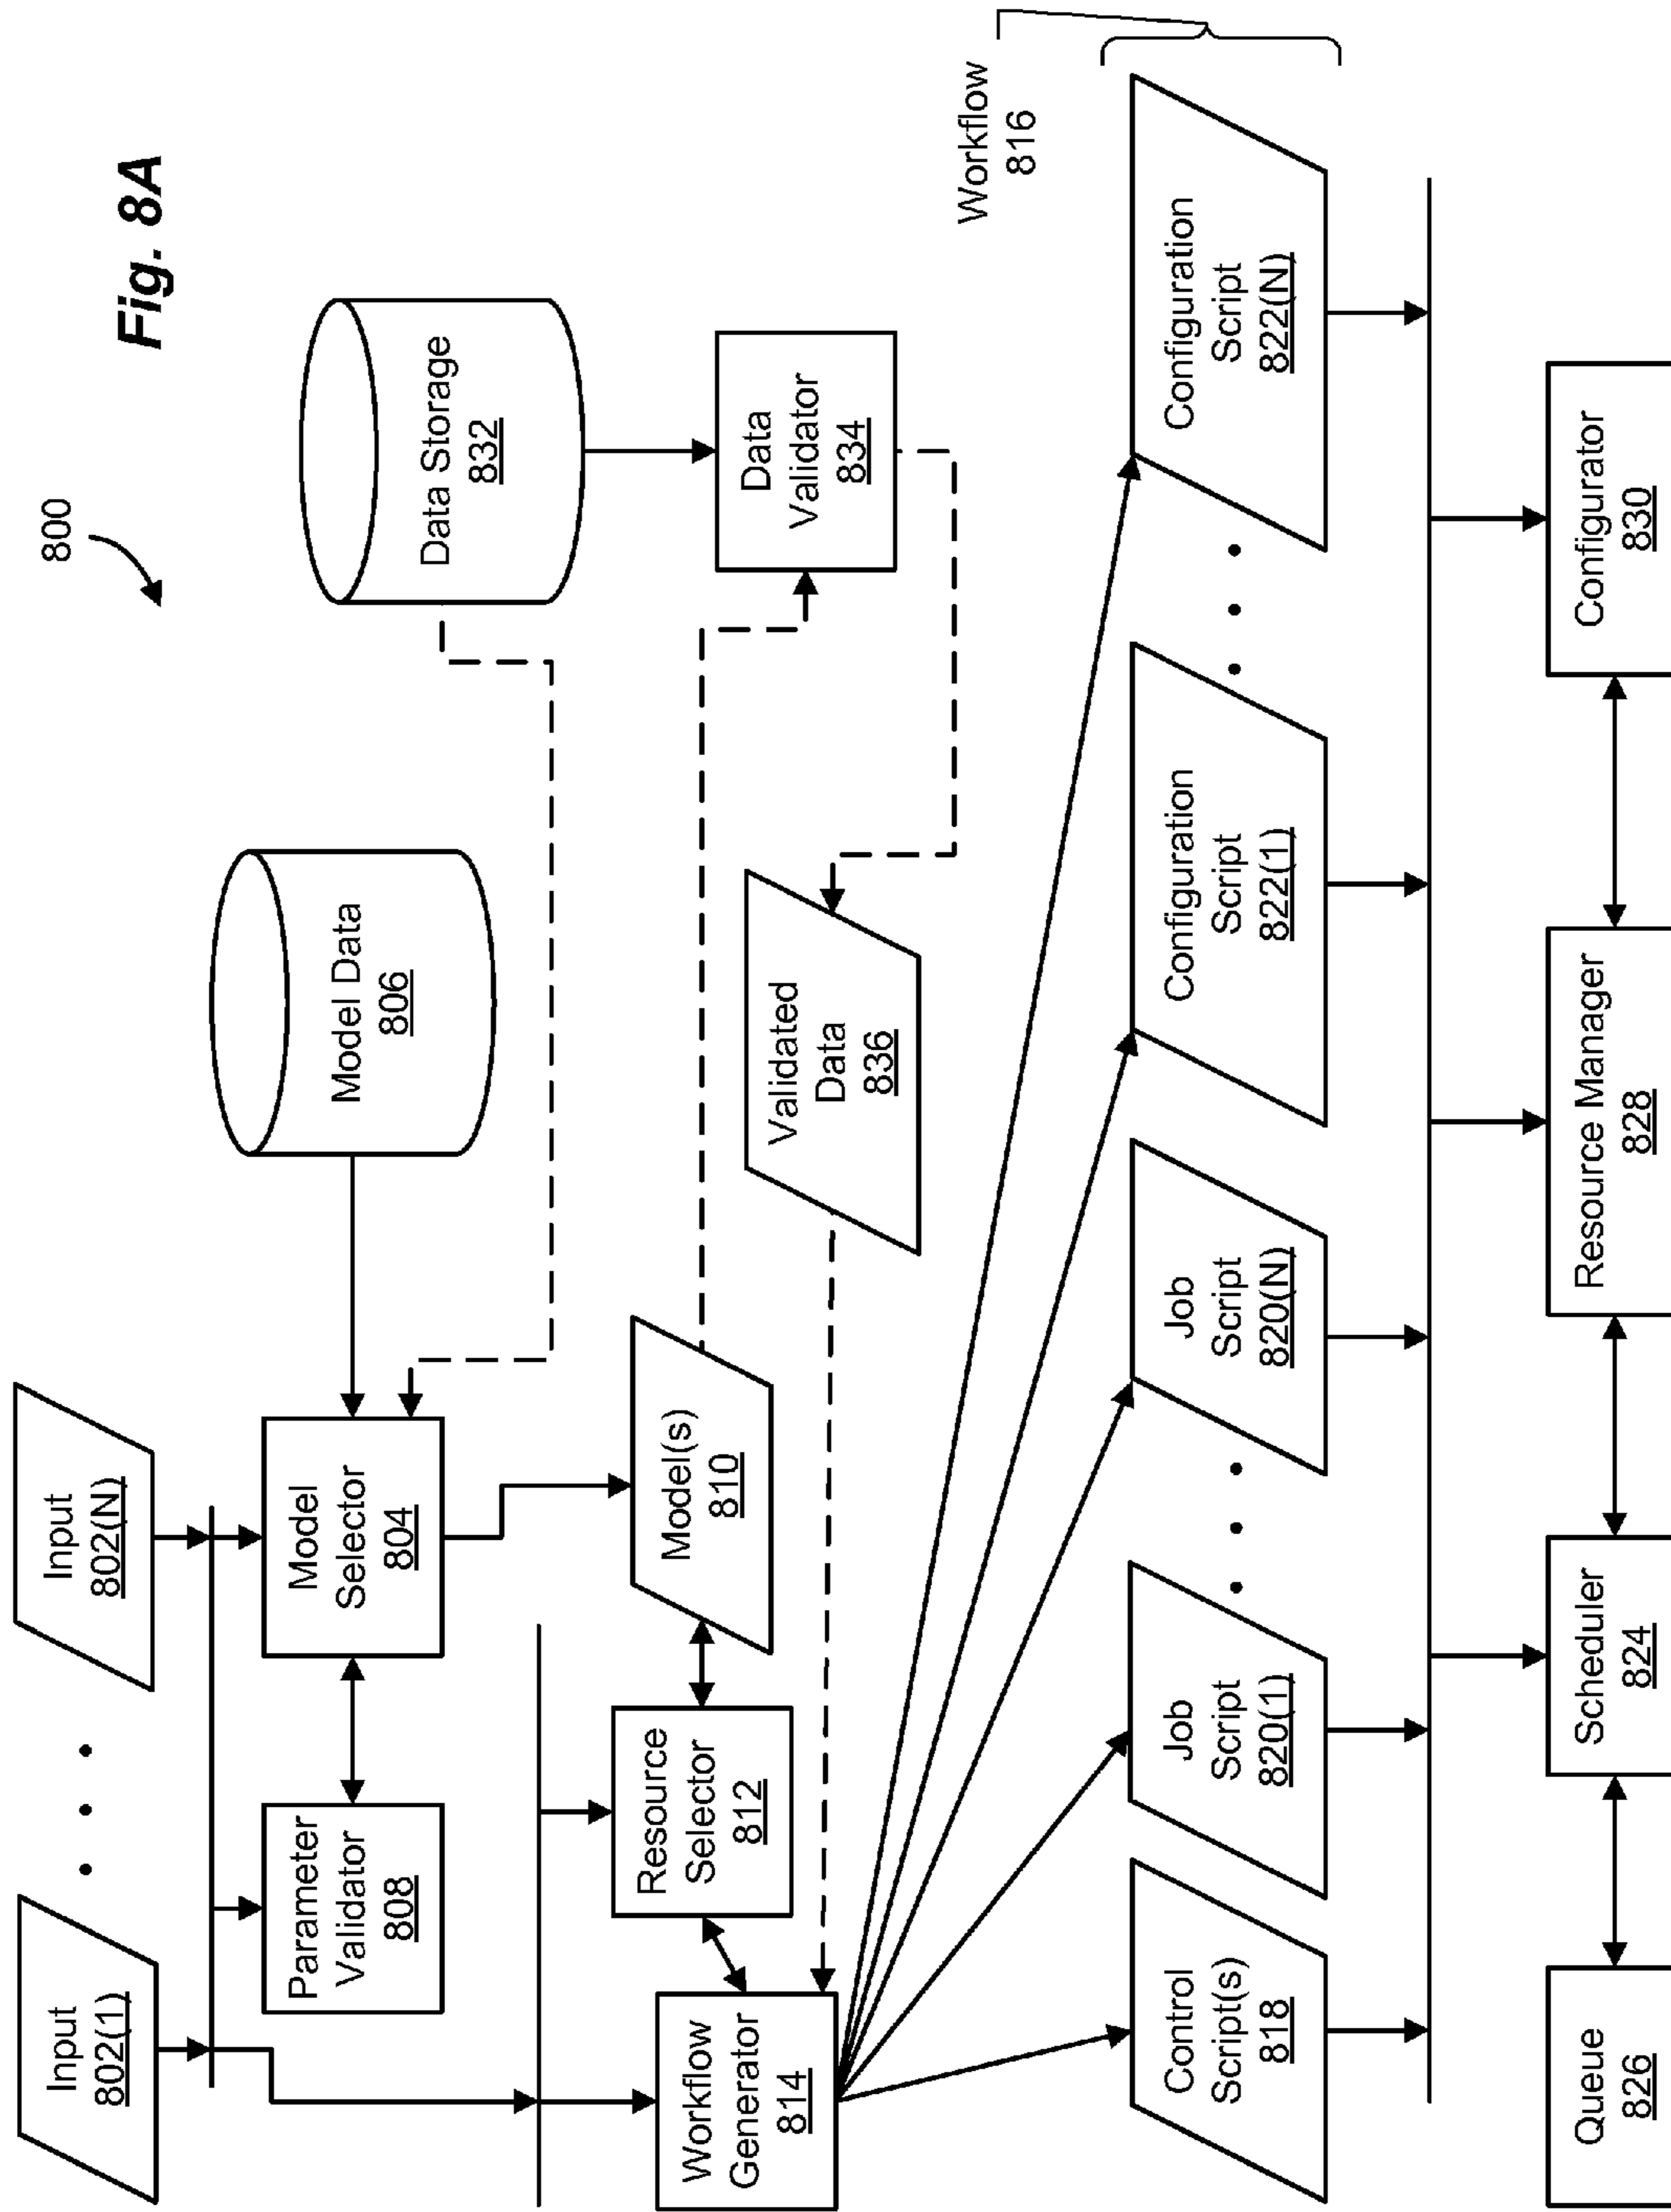 Fig. 8A
800
Input
802(1)
Input
802(N)
Parameter
Validator
808
Model
Selector
804
Model Data
806
Data Storage
832
Workflow
Generator
814
Resource
Selector
812
Model(s)
810
Validated
Data
836
Data
Validator
834
Workflow
816
Control
Script(s)
818
Job
Script
820(1)
Job
Script
820(N)
Configuration
Script
822(1)
Configuration
Script
822(N)
Queue
826
Scheduler
824
Resource Manager
828
Configurator
830